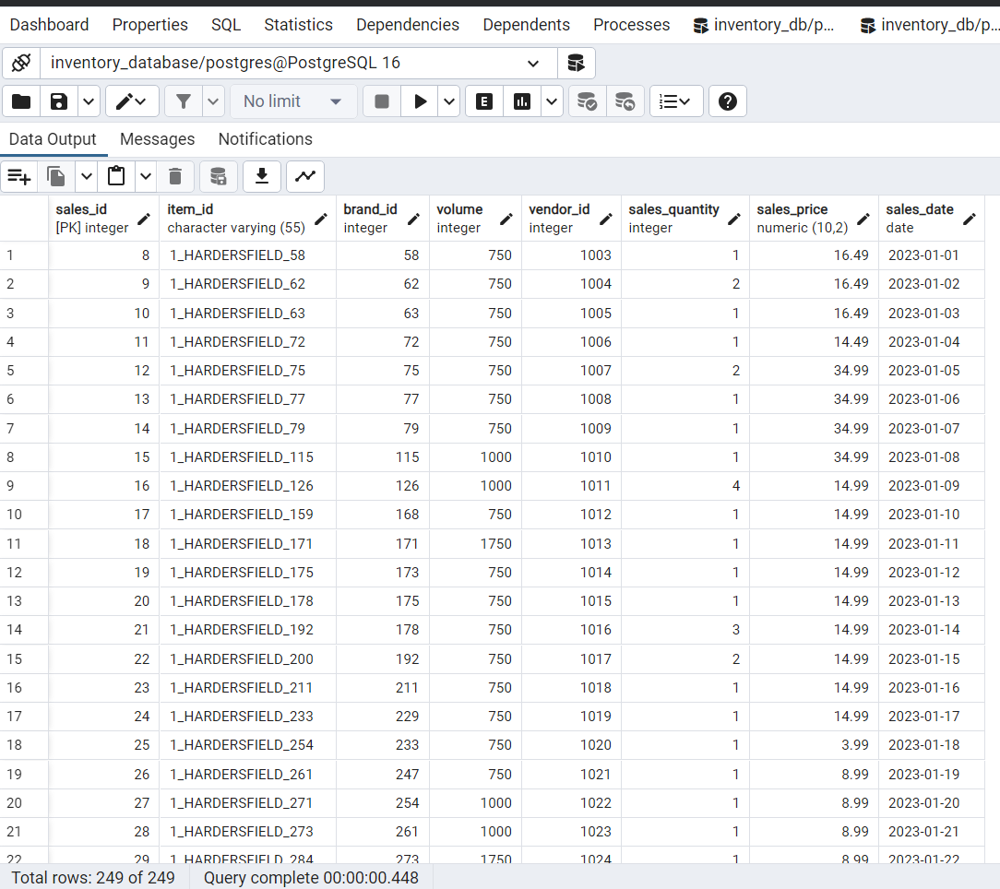 Dashboard Properties SQL Statistics Dependencies Dependents Processes inventory_db/p... inventory_db/p...
inventory_database/postgres@PostgreSQL 16
No limit E
Data Output Messages Notifications
sales_id item_id brand_id volume vendor_id sales_quantity sales_price sales_date
[PK] integer character varying (55) integer integer integer integer numeric (10,2) date
1 8 1_HARDERSFIELD_58 58 750 1003 1 16.49 2023-01-01
2 9 1_HARDERSFIELD_62 62 750 1004 2 16.49 2023-01-02
3 10 1_HARDERSFIELD_63 63 750 1005 1 16.49 2023-01-03
4 11 1_HARDERSFIELD_72 72 750 1006 1 14.49 2023-01-04
5 12 1_HARDERSFIELD_75 75 750 1007 2 34.99 2023-01-05
6 13 1_HARDERSFIELD_77 77 750 1008 1 34.99 2023-01-06
7 14 1_HARDERSFIELD_79 79 750 1009 1 34.99 2023-01-07
8 15 1_HARDERSFIELD_115 115 1000 1010 1 34.99 2023-01-08
9 16 1_HARDERSFIELD_126 126 1000 1011 4 14.99 2023-01-09
10 17 1_HARDERSFIELD_159 168 750 1012 1 14.99 2023-01-10
11 18 1_HARDERSFIELD_171 171 1750 1013 1 14.99 2023-01-11
12 19 1_HARDERSFIELD_175 173 750 1014 1 14.99 2023-01-12
13 20 1_HARDERSFIELD_178 175 750 1015 1 14.99 2023-01-13
14 21 1_HARDERSFIELD_192 178 750 1016 3 14.99 2023-01-14
15 22 1_HARDERSFIELD_200 192 750 1017 2 14.99 2023-01-15
16 23 1_HARDERSFIELD_211 211 750 1018 1 14.99 2023-01-16
17 24 1_HARDERSFIELD_233 229 750 1019 1 14.99 2023-01-17
18 25 1_HARDERSFIELD_254 233 750 1020 1 3.99 2023-01-18
19 26 1_HARDERSFIELD_261 247 750 1021 1 8.99 2023-01-19
20 27 1_HARDERSFIELD_271 254 1000 1022 1 8.99 2023-01-20
21 28 1_HARDERSFIELD_273 261 1000 1023 1 8.99 2023-01-21
22 29 1_HARDERSFIELD_284 273 1750 1024 1 8.99 2023-01-22
Total rows: 249 of 249 Query complete 00:00:00.448